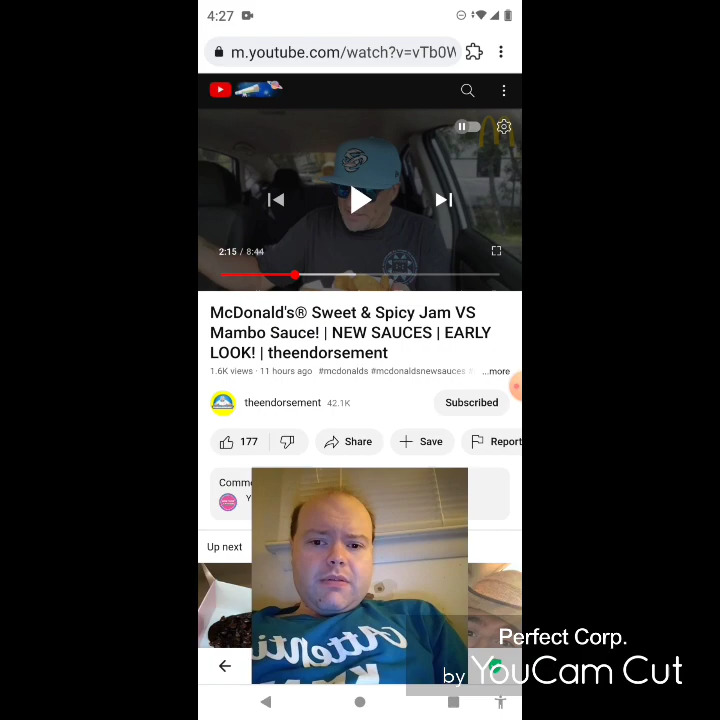 4:27
m.youtube.com/watch?v=vTb0W
2:15 / 8:44
McDonald's® Sweet & Spicy Jam VS
Mambo Sauce! | NEW SAUCES | EARLY
LOOK! | theendorsement
1.6K views · 11 hours ago #mcdonalds #mcdonaldsnewsauces # ...more
theendorsement 42.1K
Subscribed
177
Share
Save
Report
Comm
Y
Up next
Attenti
Perfect Corp.
by YouCam Cut